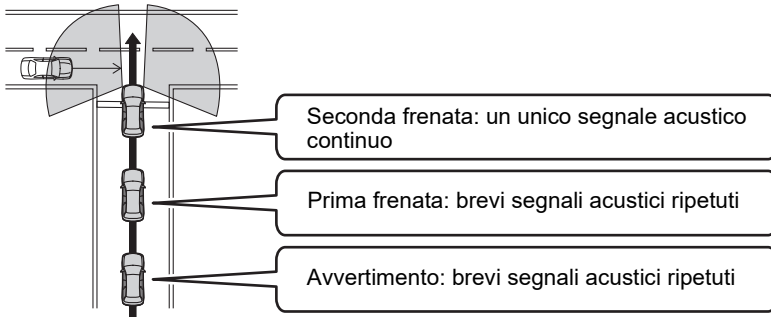 Seconda frenata: un unico segnale acustico
continuo
Prima frenata: brevi segnali acustici ripetuti
Avvertimento: brevi segnali acustici ripetuti